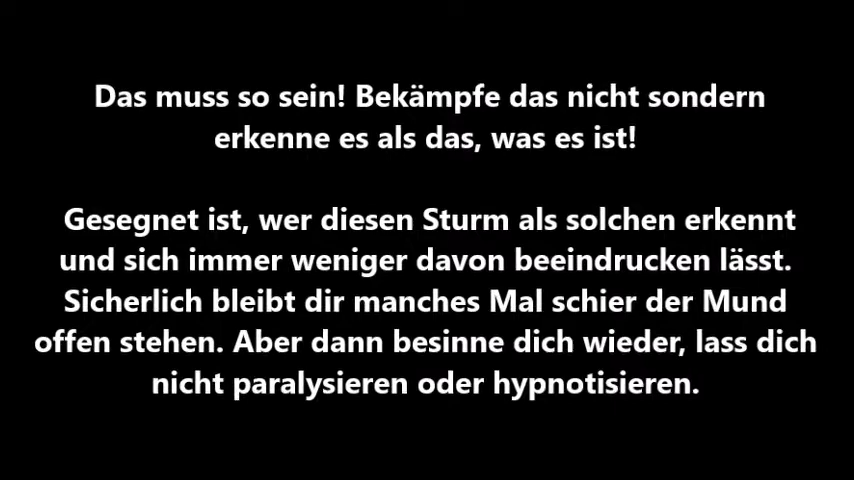 Das muss so sein! Bekämpfe das nicht sondern
erkenne es als das, was es ist!
Gesegnet ist, wer diesen Sturm als solchen erkennt
und sich immer weniger davon beeindrucken lässt.
Sicherlich bleibt dir manches Mal schier der Mund
offen stehen. Aber dann besinne dich wieder, lass dich
nicht paralysieren oder hypnotisieren.